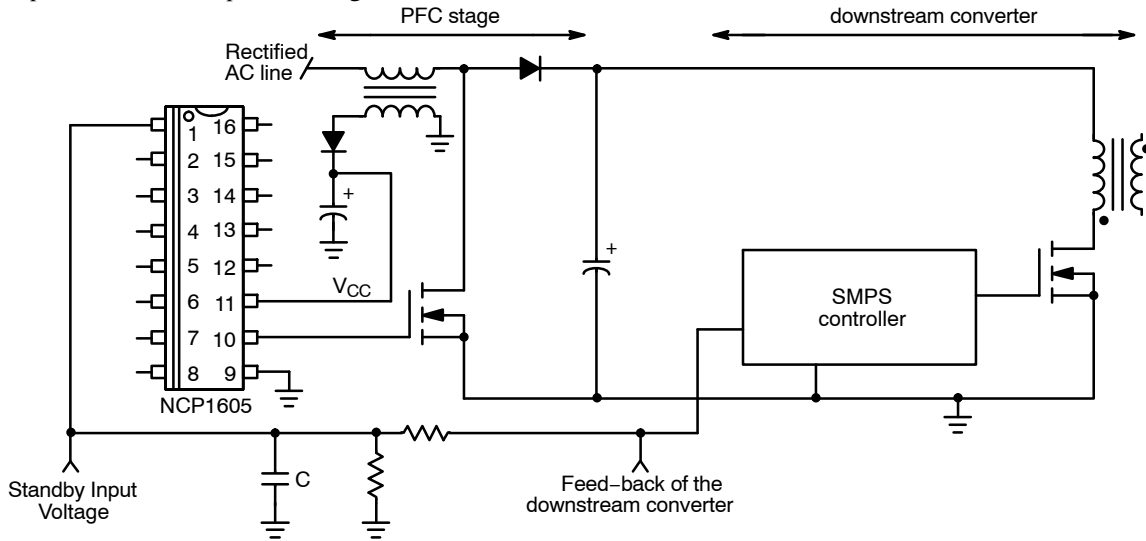 PFC stage
downstream converter
Rectified
AC line
1 16
2 15
3 14
4 13
5 12
6 11
7 10
8 9
NCP1605
+
VCC
+
SMPS
controller
Standby Input
Voltage
C
Feed−back of the
downstream converter